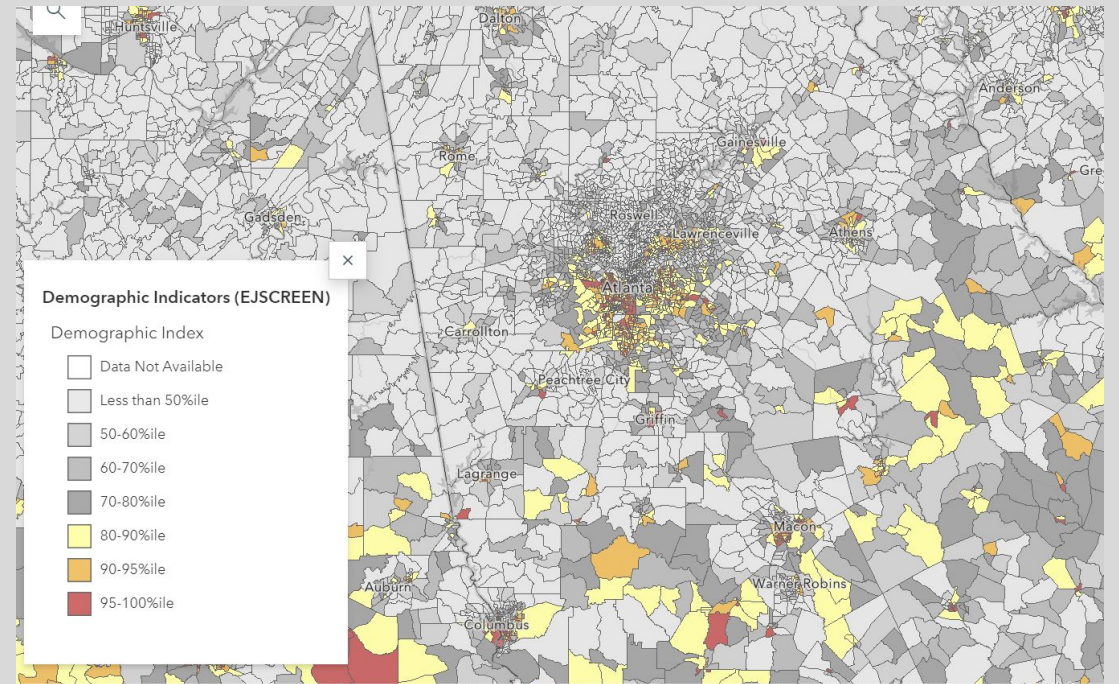 Huntsville
Dalton
Anderson
Gainesville
Rome
Gre
Roswell
Gadsden
Lawrenceville
Athens
Atlanta
Carrollton
Peachtree City
Griffin
Lagrange
Macon
Auburn
Warner Robins
Columbus
Demographic Indicators (EJSCREEN)
Demographic Index
Data Not Available
Less than 50%ile
50-60%ile
60-70%ile
70-80%ile
80-90%ile
90-95%ile
95-100%ile